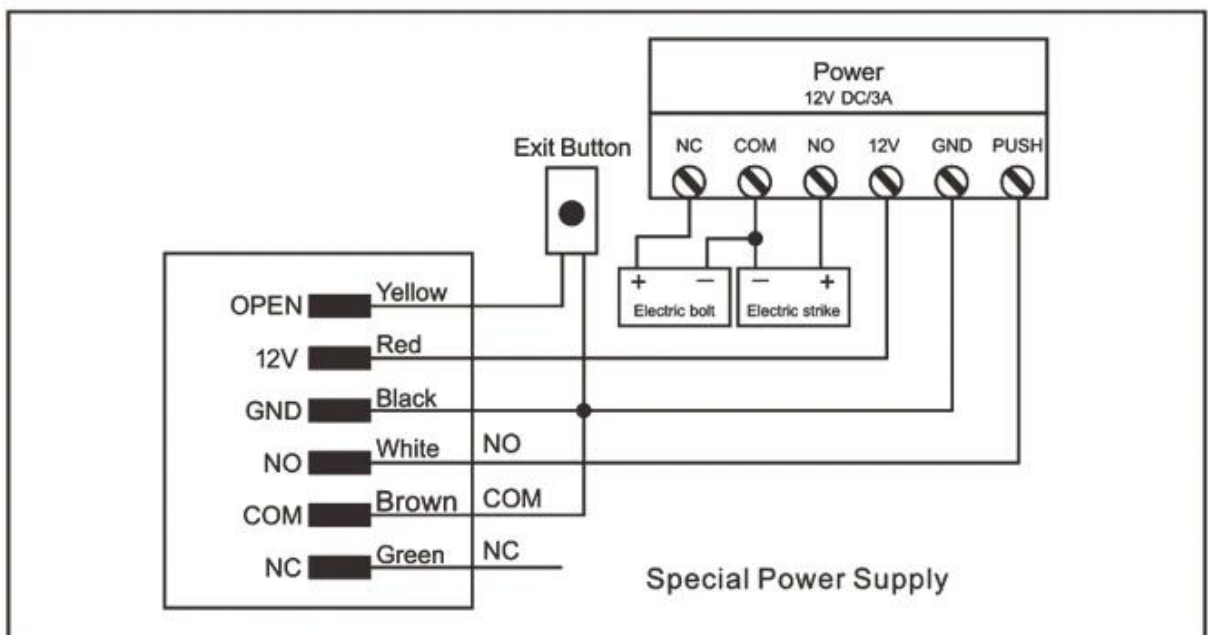 Power
12V DC/3A
NC COM NO 12V GND PUSH
Exit Button
+ — — +
Electric bolt Electric strike
OPEN Yellow
12V Red
GND Black
NO White NO
COM Brown COM
NC Green NC
Special Power Supply